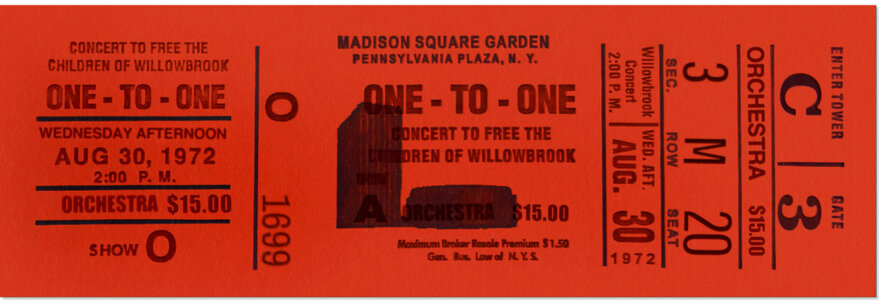 CONCERT TO FREE THE
CHILDREN OF WILLOWBROOK
ONE - TO - ONE
WEDNESDAY AFTERNOON
AUG 30, 1972
2:00 P. M.
ORCHESTRA $15.00
SHOW O
O
1699
MADISON SQUARE GARDEN
PENNSYLVANIA PLAZA, N. Y.
ONE - TO - ONE
CONCERT TO FREE THE
CHILDREN OF WILLOWBROOK
A ORCHESTRA $15.00
Maximum Broker Resale Premium $1.50
Gen. Bus. Law of N.Y.S.
Willowbrook WED. AFT.
Concert
2:00 P.M. AUG. 30
1972
SEC. ROW SEAT
3 M 20
ORCHESTRA $15.00
ENTER TOWER GATE
C 3